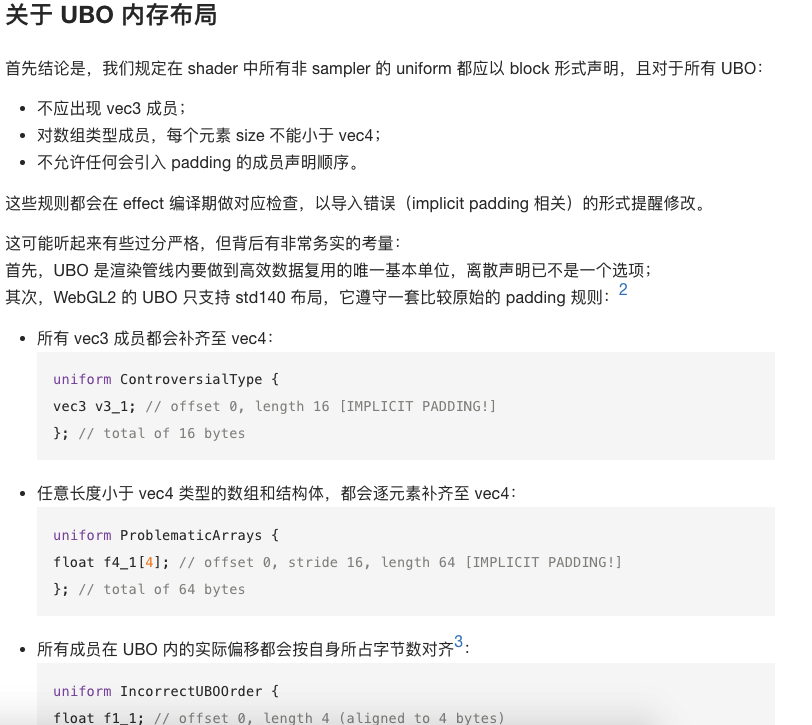 关于 UBO 内存布局
首先结论是，我们规定在 shader 中所有非 sampler 的 uniform 都应以 block 形式声明，且对于所有 UBO：
• 不应出现 vec3 成员；
• 对数组类型成员，每个元素 size 不能小于 vec4；
• 不允许任何会引入 padding 的成员声明顺序。
这些规则都会在 effect 编译期做对应检查，以导入错误（implicit padding 相关）的形式提醒修改。
这可能听起来有些过分严格，但背后有非常务实的考量：
首先，UBO 是渲染管线内要做到高效数据复用的唯一基本单位，离散声明已不是一个选项；
其次，WebGL2 的 UBO 只支持 std140 布局，它遵守一套比较原始的 padding 规则：2
• 所有 vec3 成员都会补齐至 vec4：
uniform ControversialType {
vec3 v3_1; // offset 0, length 16 [IMPLICIT PADDING!]
}; // total of 16 bytes
• 任意长度小于 vec4 类型的数组和结构体，都会逐元素补齐至 vec4：
uniform ProblematicArrays {
float f4_1[4]; // offset 0, stride 16, length 64 [IMPLICIT PADDING!]
}; // total of 64 bytes
• 所有成员在 UBO 内的实际偏移都会按自身所占字节数对齐3：
uniform IncorrectUBOOrder {
float f1_1; // offset 0, length 4 (aligned to 4 bytes)